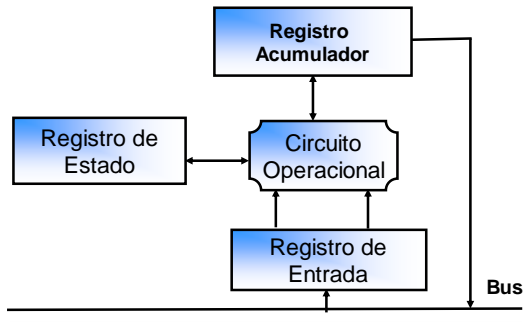 Registro
Acumulador
Registro de
Estado
Circuito
Operacional
Registro de
Entrada
Bus